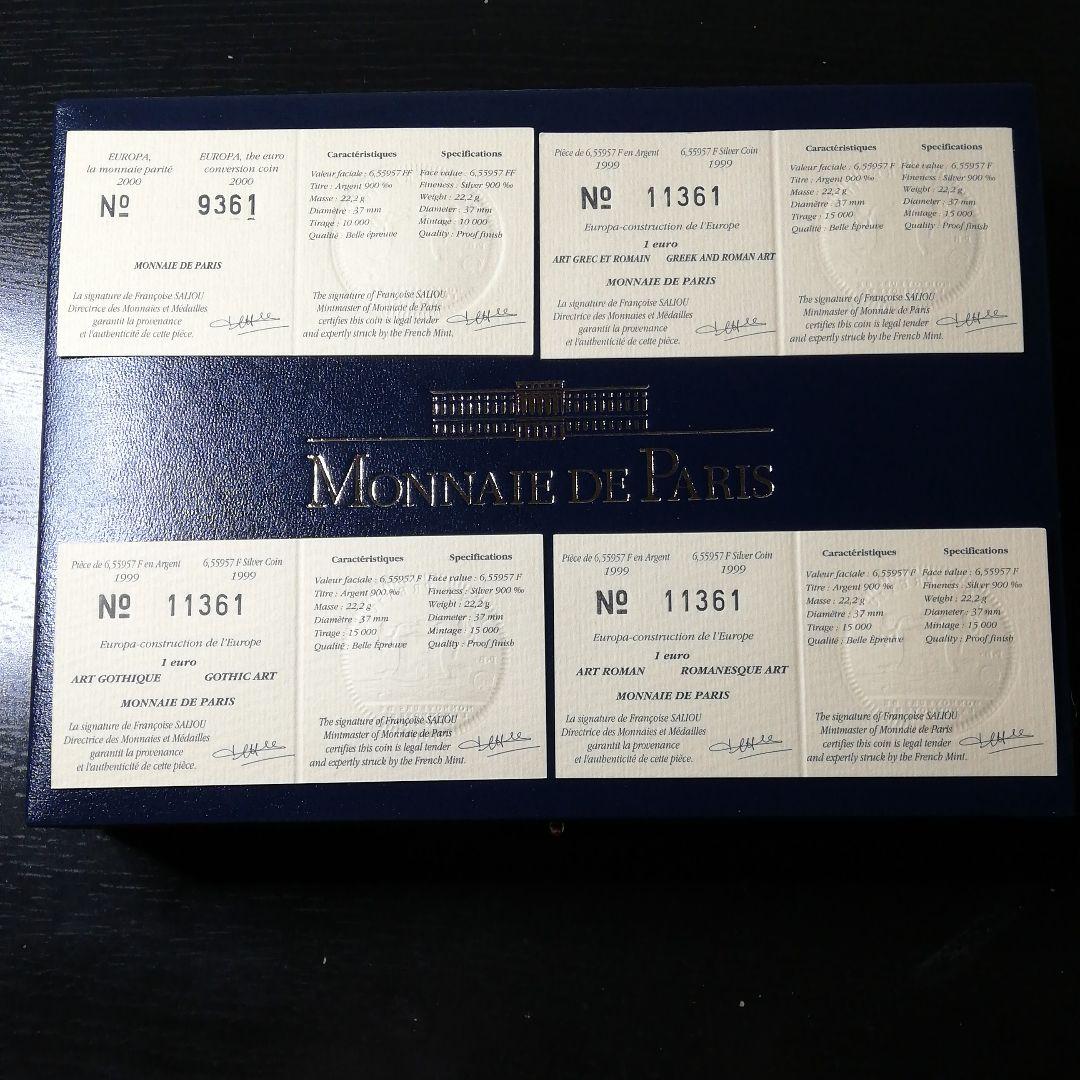 EUROPA,
la monnaie parité
2000
EUROPA, the euro
conversion coin
2000
Nº 9361
MONNAIE DE PARIS
La signature de Françoise SALIOU
Directrice des Monnaies et Médailles
garantit la provenance
et l'authenticité de cette pièce.
Caractéristiques
Valeur faciale : 6,55957 FF
Titre : Argent 900 ‰
Masse : 22,2 g
Diamètre : 37 mm
Tirage : 10 000
Qualité : Belle épreuve
Specifications
Face value : 6,55957 FF
Fineness : Silver 900 ‰
Weight : 22,2 g
Diameter : 37 mm
Mintage : 10 000
Quality : Proof finish
The signature of Françoise SALIOU
Mintmaster of Monnaie de Paris
certifies this coin is legal tender
and expertly struck by the French Mint.
Pièce de 6,55957 F en Argent
1999
6,55957 F Silver Coin
1999
Nº 11361
Europa-construction de l'Europe
1 euro
ART GREC ET ROMAIN GREEK AND ROMAN ART
MONNAIE DE PARIS
La signature de Françoise SALIOU
Directrice des Monnaies et Médailles
garantit la provenance
et l'authenticité de cette pièce.
Caractéristiques
Valeur faciale : 6,55957 F
Titre : Argent 900 ‰
Masse : 22,2 g
Diamètre : 37 mm
Tirage : 15 000
Qualité : Belle Épreuve
Specifications
Face value : 6,55957 F
Fineness : Silver 900 ‰
Weight : 22,2 g
Diameter : 37 mm
Mintage : 15 000
Quality : Proof finish
The signature of Françoise SALIOU
Mintmaster of Monnaie de Paris
certifies this coin is legal tender
and expertly struck by the French Mint.
MONNAIE DE PARIS
Pièce de 6,55957 F en Argent
1999
6,55957 F Silver Coin
1999
Nº 11361
Europa-construction de l'Europe
1 euro
ART GOTHIQUE GOTHIC ART
MONNAIE DE PARIS
La signature de Françoise SALIOU
Directrice des Monnaies et Médailles
garantit la provenance
et l'authenticité de cette pièce.
Caractéristiques
Valeur faciale : 6,55957 F
Titre : Argent 900 ‰
Masse : 22,2 g
Diamètre : 37 mm
Tirage : 15 000
Qualité : Belle Épreuve
Specifications
Face value : 6,55957 F
Fineness : Silver 900 ‰
Weight : 22,2 g
Diameter : 37 mm
Mintage : 15 000
Quality : Proof finish
The signature of Françoise SALIOU
Mintmaster of Monnaie de Paris
certifies this coin is legal tender
and expertly struck by the French Mint.
Pièce de 6,55957 F en Argent
1999
6,55957 F Silver Coin
1999
Nº 11361
Europa-construction de l'Europe
1 euro
ART ROMAN ROMANESQUE ART
MONNAIE DE PARIS
La signature de Françoise SALIOU
Directrice des Monnaies et Médailles
garantit la provenance
et l'authenticité de cette pièce.
Caractéristiques
Valeur faciale : 6,55957 F
Titre : Argent 900 ‰
Masse : 22,2 g
Diamètre : 37 mm
Tirage : 15 000
Qualité : Belle Épreuve
Specifications
Face value : 6,55957 F
Fineness : Silver 900 ‰
Weight : 22,2 g
Diameter : 37 mm
Mintage : 15 000
Quality : Proof finish
The signature of Françoise SALIOU
Mintmaster of Monnaie de Paris
certifies this coin is legal tender
and expertly struck by the French Mint.